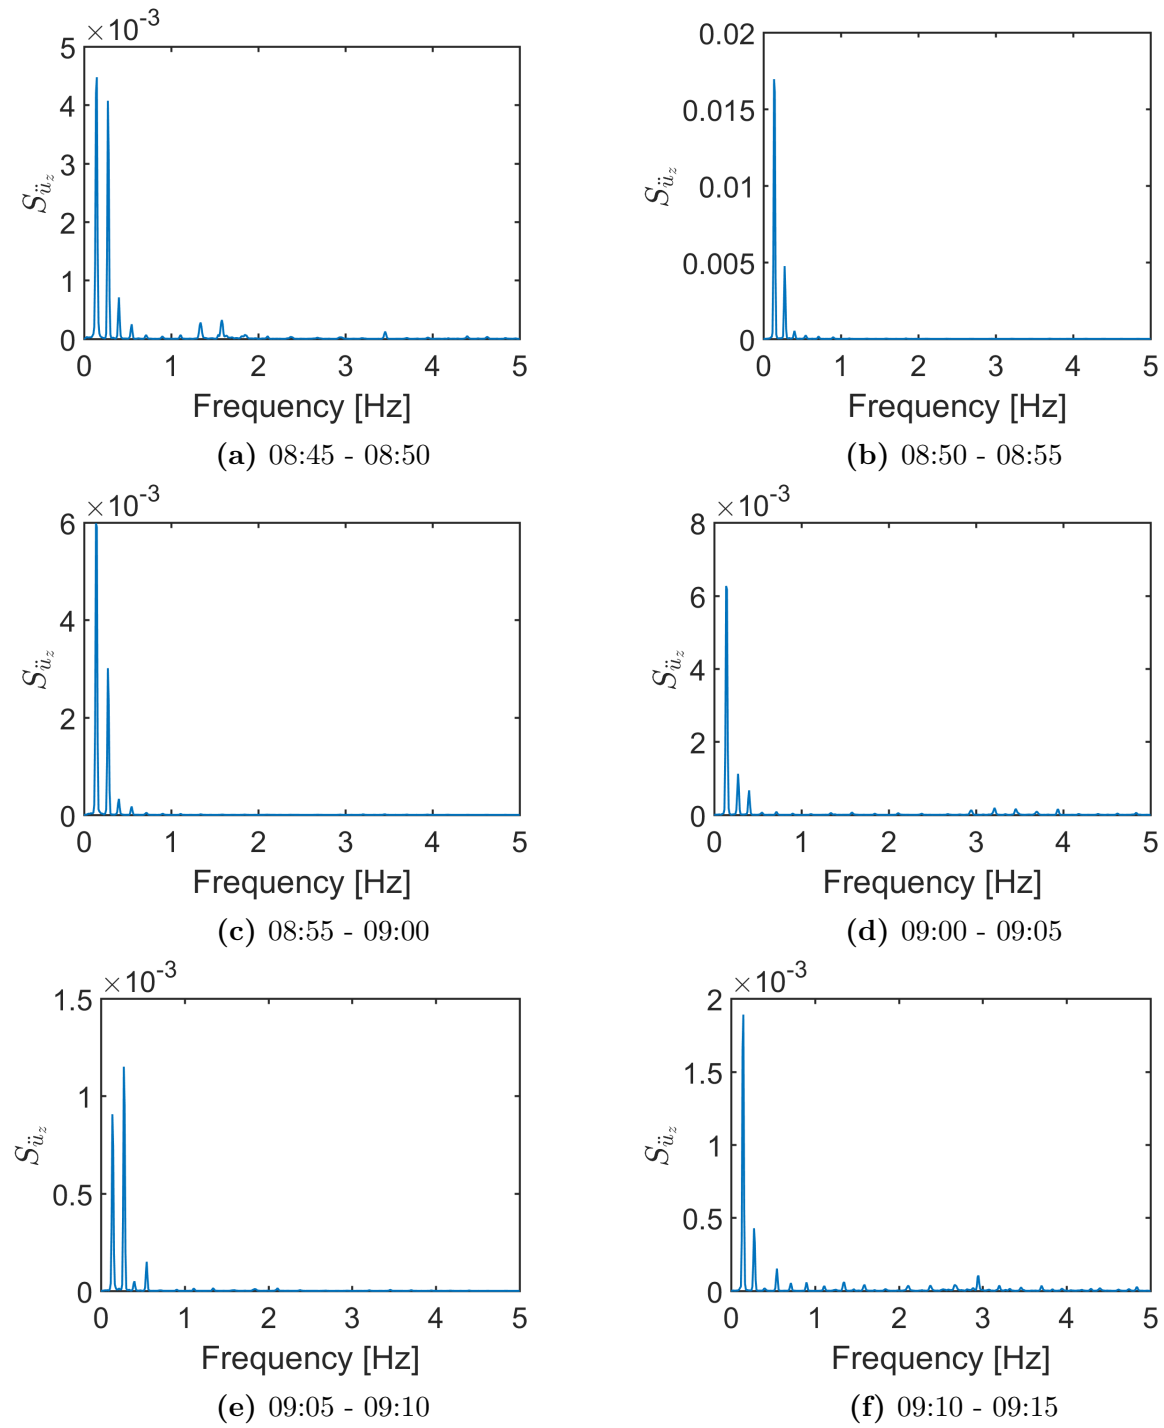 ×10⁻³
5
4
3
2
1
0
S_{ü_z}
0 1 2 3 4 5
Frequency [Hz]
(a) 08:45 - 08:50
0.02
0.015
0.01
0.005
0
S_{ü_z}
0 1 2 3 4 5
Frequency [Hz]
(b) 08:50 - 08:55
×10⁻³
6
4
2
0
S_{ü_z}
0 1 2 3 4 5
Frequency [Hz]
(c) 08:55 - 09:00
×10⁻³
8
6
4
2
0
S_{ü_z}
0 1 2 3 4 5
Frequency [Hz]
(d) 09:00 - 09:05
×10⁻³
1.5
1
0.5
0
S_{ü_z}
0 1 2 3 4 5
Frequency [Hz]
(e) 09:05 - 09:10
×10⁻³
2
1.5
1
0.5
0
S_{ü_z}
0 1 2 3 4 5
Frequency [Hz]
(f) 09:10 - 09:15